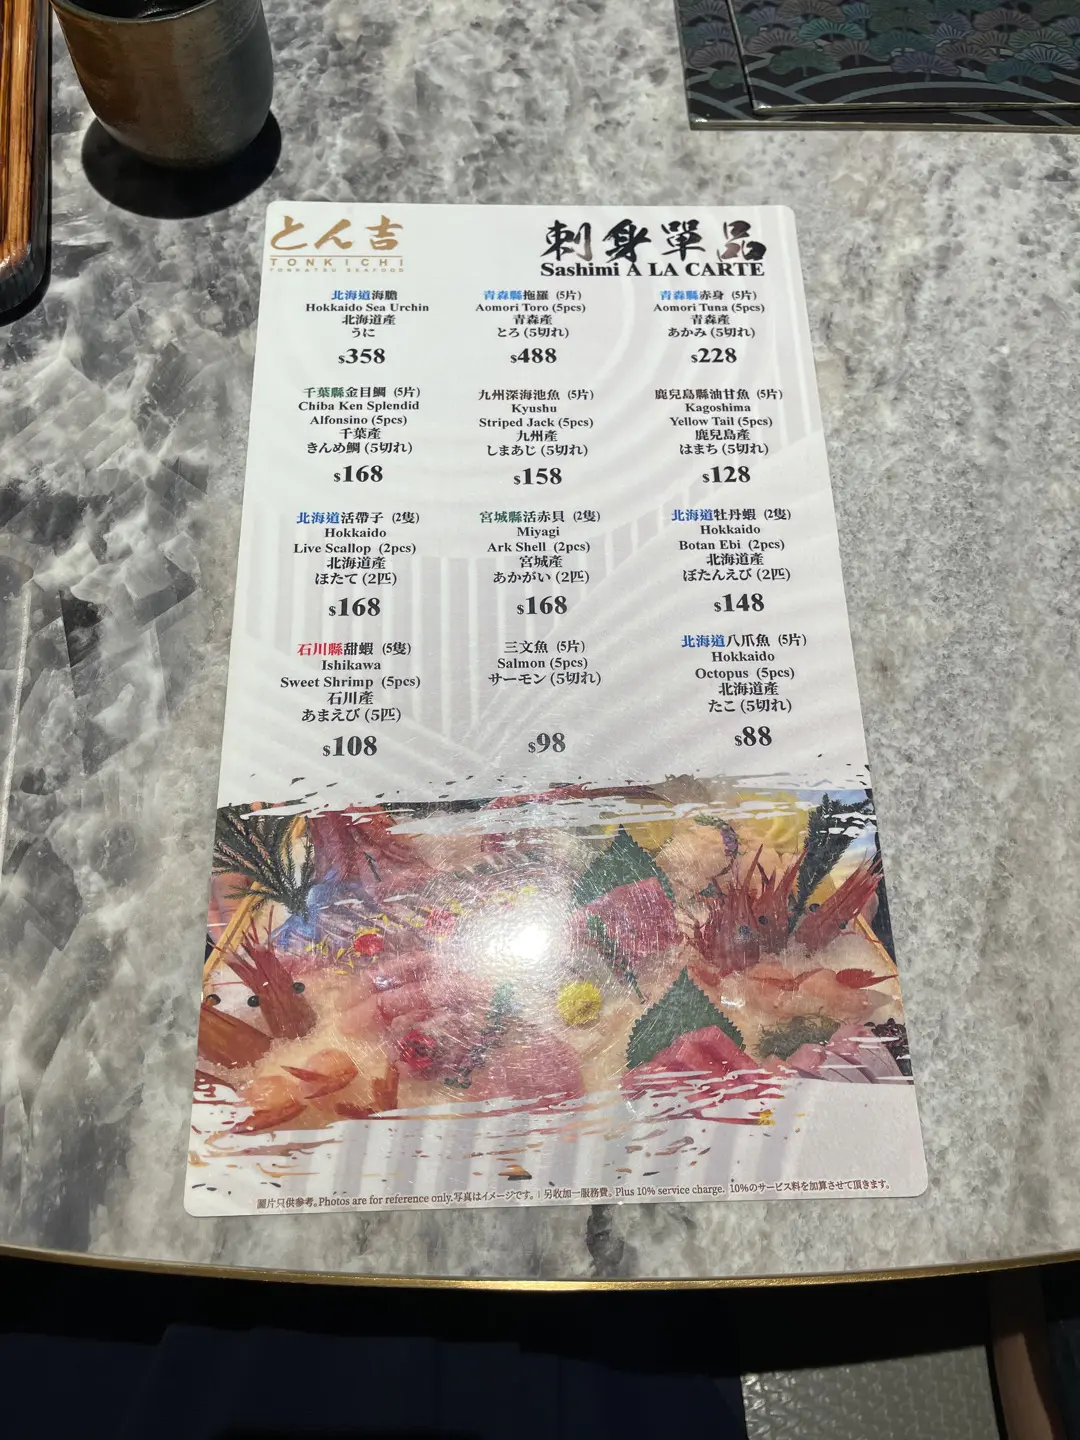 とん吉
TONKICHI
TONKATSU SEAFOOD
刺身單品
Sashimi A LA CARTE
北海道海膽
Hokkaido Sea Urchin
北海道産
うに
$358
青森縣拖羅 (5片)
Aomori Toro (5pcs)
青森產
とろ (5切れ)
$488
青森縣赤身 (5片)
Aomori Tuna (5pcs)
青森產
あかみ (5切れ)
$228
千葉縣金目鯛 (5片)
Chiba Ken Splendid
Alfonsino (5pcs)
千葉産
きんめ鯛 (5切れ)
$168
九州深海池魚 (5片)
Kyushu
Striped Jack (5pcs)
九州產
しまあじ (5切れ)
$158
鹿兒島縣油甘魚 (5片)
Kagoshima
Yellow Tail (5pcs)
鹿兒島産
はまち (5切れ)
$128
北海道活帶子 (2隻)
Hokkaido
Live Scallop (2pcs)
北海道産
ほたて (2匹)
$168
宮城縣活赤貝 (2隻)
Miyagi
Ark Shell (2pcs)
宮城産
あかがい (2匹)
$168
北海道牡丹蝦 (2隻)
Hokkaido
Botan Ebi (2pcs)
北海道産
ぼたんえび (2匹)
$148
石川縣甜蝦 (5隻)
Ishikawa
Sweet Shrimp (5pcs)
石川産
あまえび (5匹)
$108
三文魚 (5片)
Salmon (5pcs)
サーモン (5切れ)
$98
北海道八爪魚 (5片)
Hokkaido
Octopus (5pcs)
北海道産
たこ (5切れ)
$88
圖片只供參考。Photos are for reference only.写真はイメージです。 | 另收加一服務費。Plus 10% service charge. 10%のサービス料を加算させて頂きます。